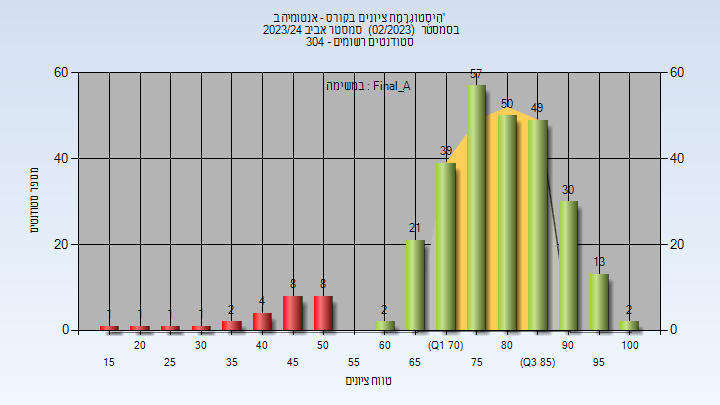 היסטוגרמת ציונים בקורס - אנטומיה ב'
בסמסטר (02/2023) סמסטר אביב 2023/24
סטודנטים רשומים - 304
במשימה : Final_A
מספר סטודנטים
60
40
20
0
60
40
20
0
1 1 1 1 2 4 8 8 2 21 39 57 50 49 30 13 2
20 30 40 50 60 (Q1 70) 80 90 100
15 25 35 45 55 65 75 (Q3 85) 95
טווח ציונים